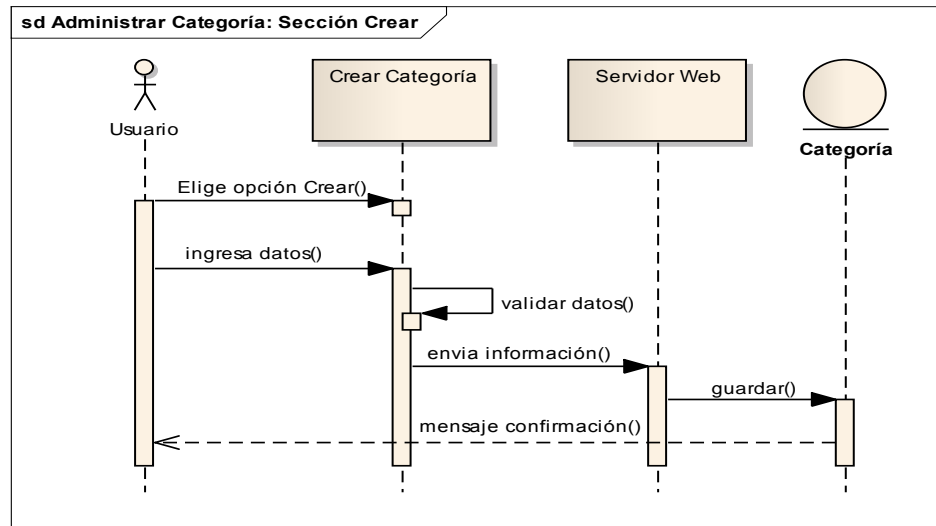 sd Administrar Categoría: Sección Crear
Usuario
Crear Categoría
Servidor Web
Categoría
Elige opción Crear()
ingresa datos()
validar datos()
envia información()
guardar()
mensaje confirmación()